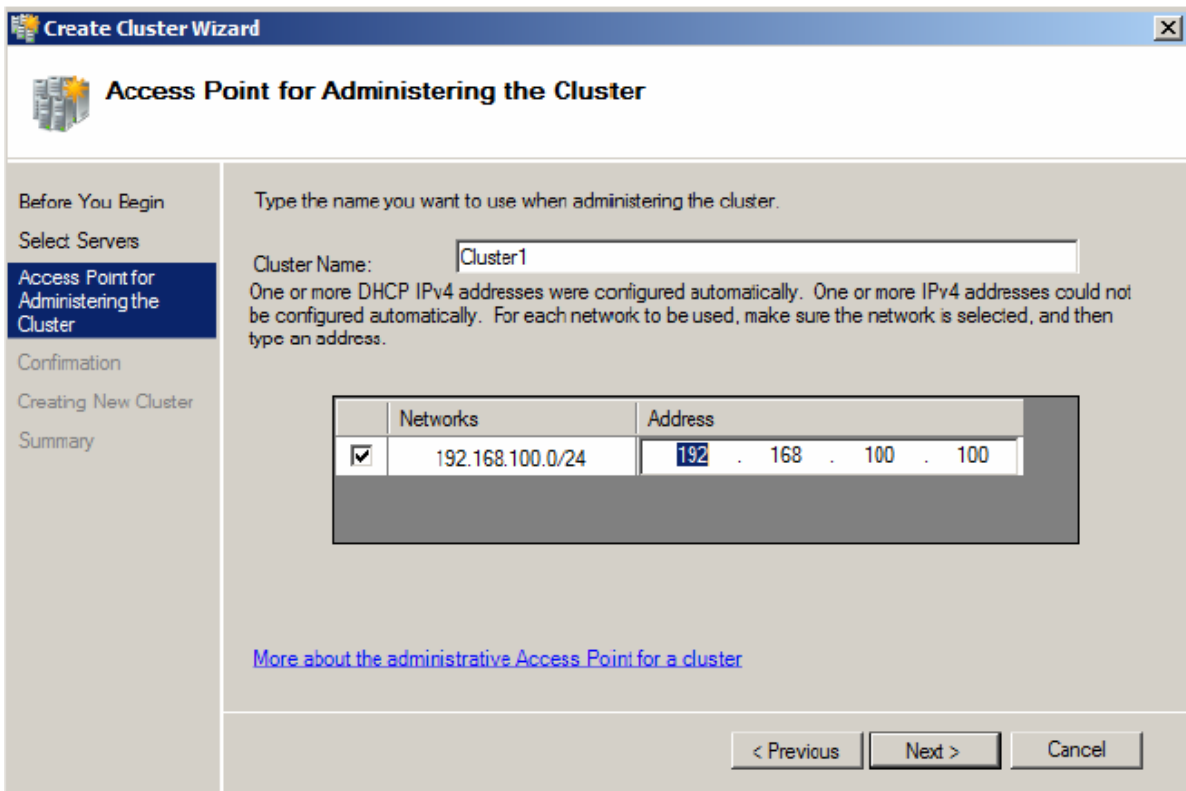 Create Cluster Wizard
Access Point for Administering the Cluster
Before You Begin
Select Servers
Access Point for
Administering the
Cluster
Confirmation
Creating New Cluster
Summary
Type the name you want to use when administering the cluster.
Cluster Name: Cluster1
One or more DHCP IPv4 addresses were configured automatically. One or more IPv4 addresses could not
be configured automatically. For each network to be used, make sure the network is selected, and then
type an address.
Networks Address
192.168.100.0/24 192 . 168 . 100 . 100
More about the administrative Access Point for a cluster
< Previous Next > Cancel